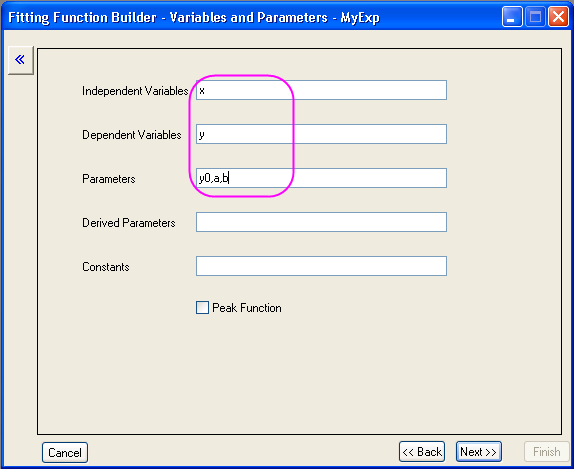 Fitting Function Builder - Variables and Parameters - MyExp
«
Independent Variables x
Dependent Variables y
Parameters y0,a,b
Derived Parameters
Constants
Peak Function
Cancel << Back Next >> Finish